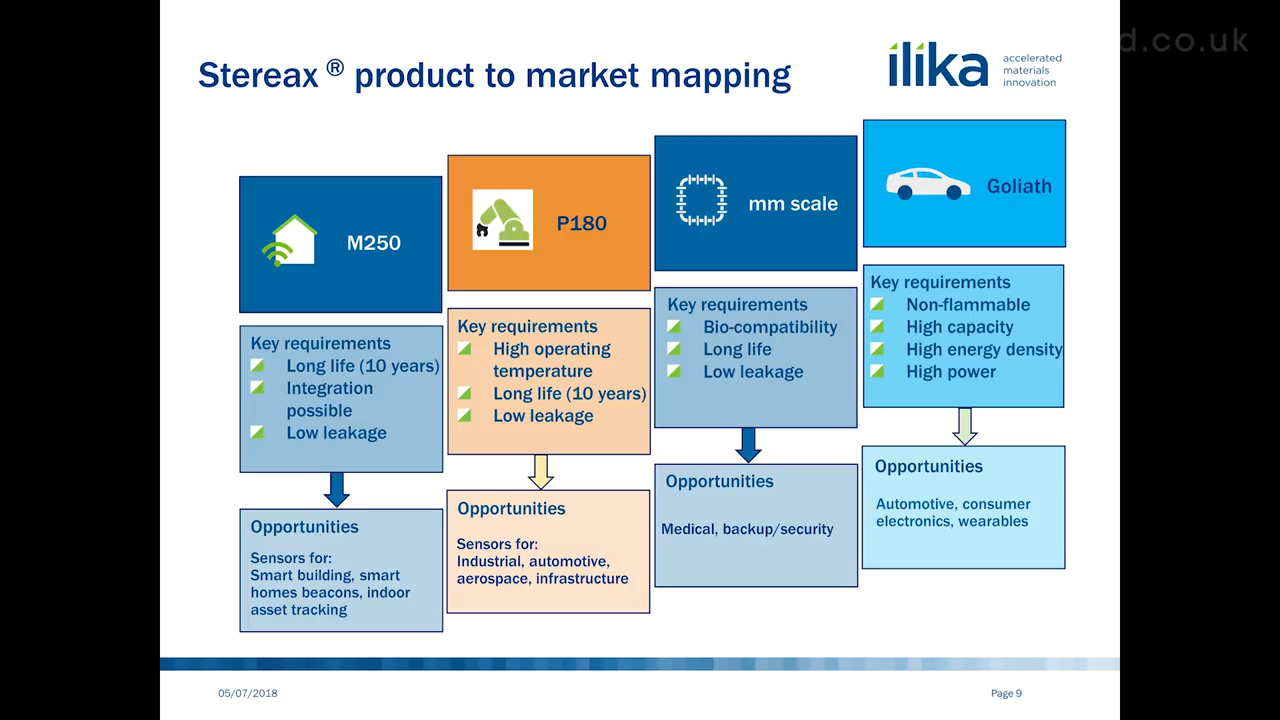 d.co.uk
Stereax ® product to market mapping
ilika
accelerated
materials
innovation
M250
Key requirements
Long life (10 years)
Integration
possible
Low leakage
Opportunities
Sensors for:
Smart building, smart
homes beacons, indoor
asset tracking
P180
Key requirements
High operating
temperature
Long life (10 years)
Low leakage
Opportunities
Sensors for:
Industrial, automotive,
aerospace, infrastructure
mm scale
Key requirements
Bio-compatibility
Long life
Low leakage
Opportunities
Medical, backup/security
Goliath
Key requirements
Non-flammable
High capacity
High energy density
High power
Opportunities
Automotive, consumer
electronics, wearables
05/07/2018
Page 9